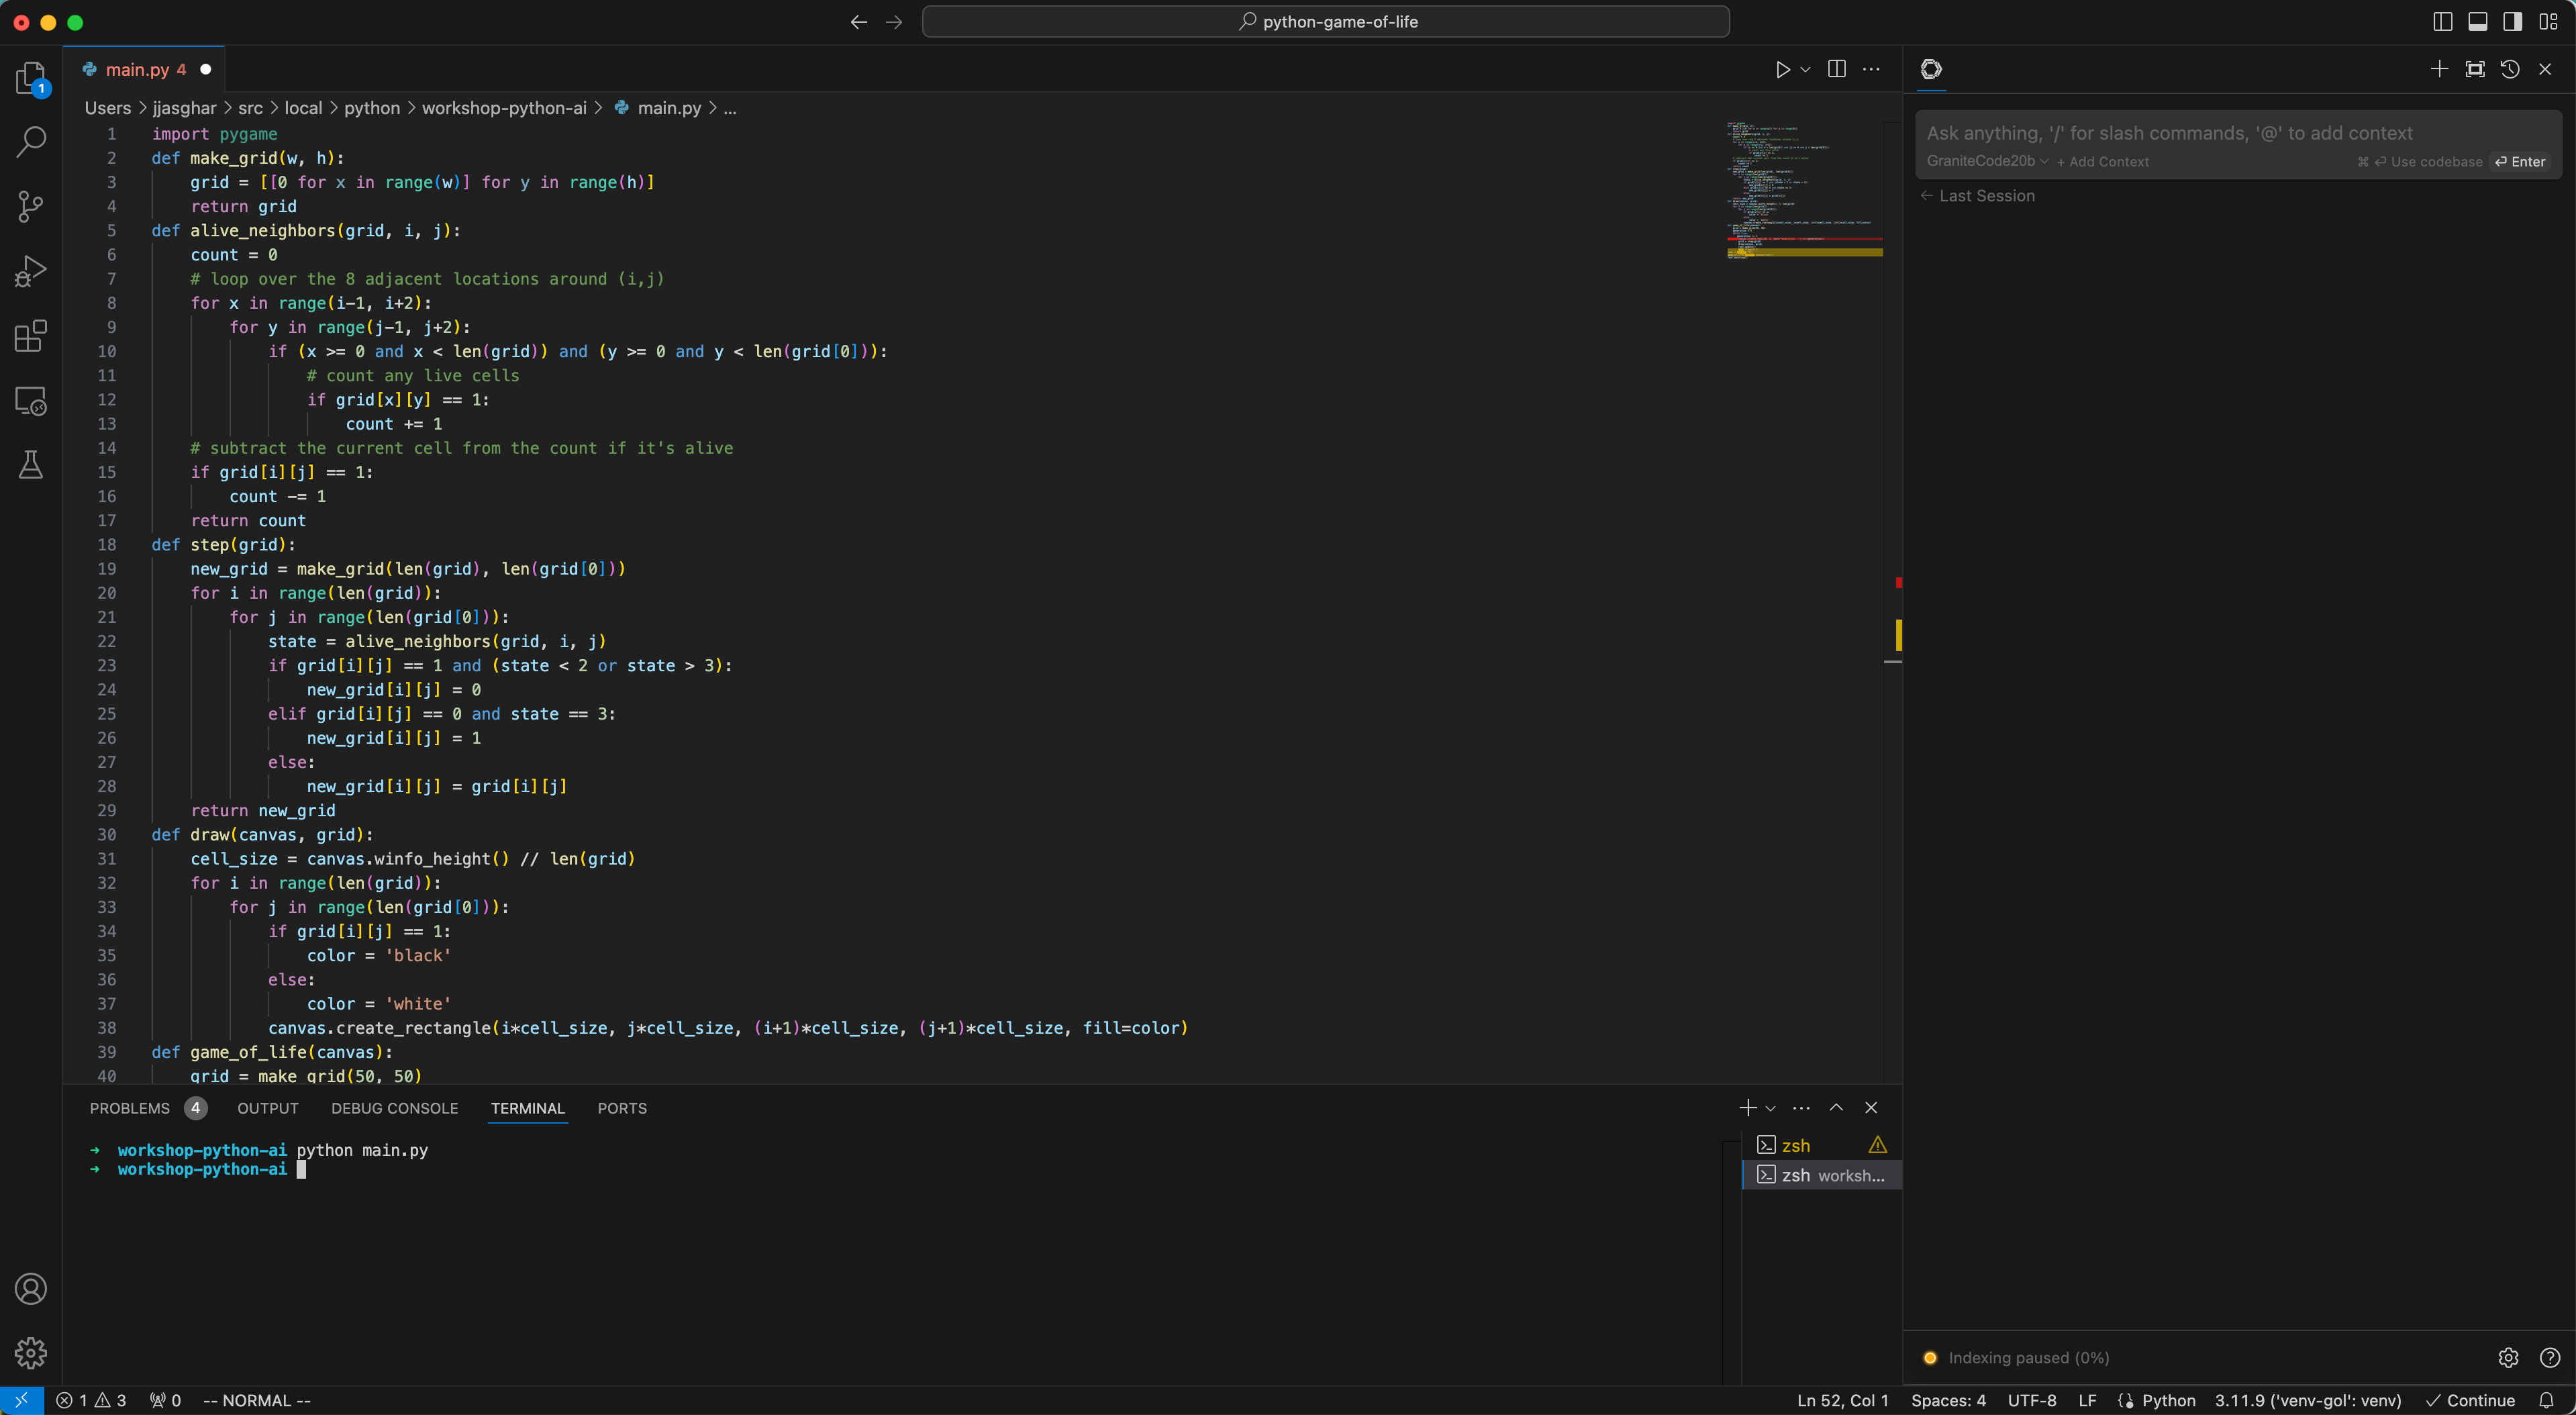 python-game-of-life
main.py 4
1
Users > jjasghar > src > local > python > workshop-python-ai > main.py > ...
1 import pygame
2 def make_grid(w, h):
3 grid = [[0 for x in range(w)] for y in range(h)]
4 return grid
5 def alive_neighbors(grid, i, j):
6 count = 0
7 # loop over the 8 adjacent locations around (i,j)
8 for x in range(i-1, i+2):
9 for y in range(j-1, j+2):
10 if (x >= 0 and x < len(grid)) and (y >= 0 and y < len(grid[0])):
11 # count any live cells
12 if grid[x][y] == 1:
13 count += 1
14 # subtract the current cell from the count if it's alive
15 if grid[i][j] == 1:
16 count -= 1
17 return count
18 def step(grid):
19 new_grid = make_grid(len(grid), len(grid[0]))
20 for i in range(len(grid)):
21 for j in range(len(grid[0])):
22 state = alive_neighbors(grid, i, j)
23 if grid[i][j] == 1 and (state < 2 or state > 3):
24 new_grid[i][j] = 0
25 elif grid[i][j] == 0 and state == 3:
26 new_grid[i][j] = 1
27 else:
28 new_grid[i][j] = grid[i][j]
29 return new_grid
30 def draw(canvas, grid):
31 cell_size = canvas.winfo_height() // len(grid)
32 for i in range(len(grid)):
33 for j in range(len(grid[0])):
34 if grid[i][j] == 1:
35 color = 'black'
36 else:
37 color = 'white'
38 canvas.create_rectangle(i*cell_size, j*cell_size, (i+1)*cell_size, (j+1)*cell_size, fill=color)
39 def game_of_life(canvas):
40 grid = make_grid(50, 50)
Ask anything, '/' for slash commands, '@' to add context
GraniteCode20b + Add Context ⌘ ⏎ Use codebase ⏎ Enter
← Last Session
PROBLEMS 4 OUTPUT DEBUG CONSOLE TERMINAL PORTS
→ workshop-python-ai python main.py
→ workshop-python-ai
zsh
zsh worksh...
Indexing paused (0%)
1 3 0 -- NORMAL -- Ln 52, Col 1 Spaces: 4 UTF-8 LF Python 3.11.9 ('venv-gol': venv) ✓ Continue